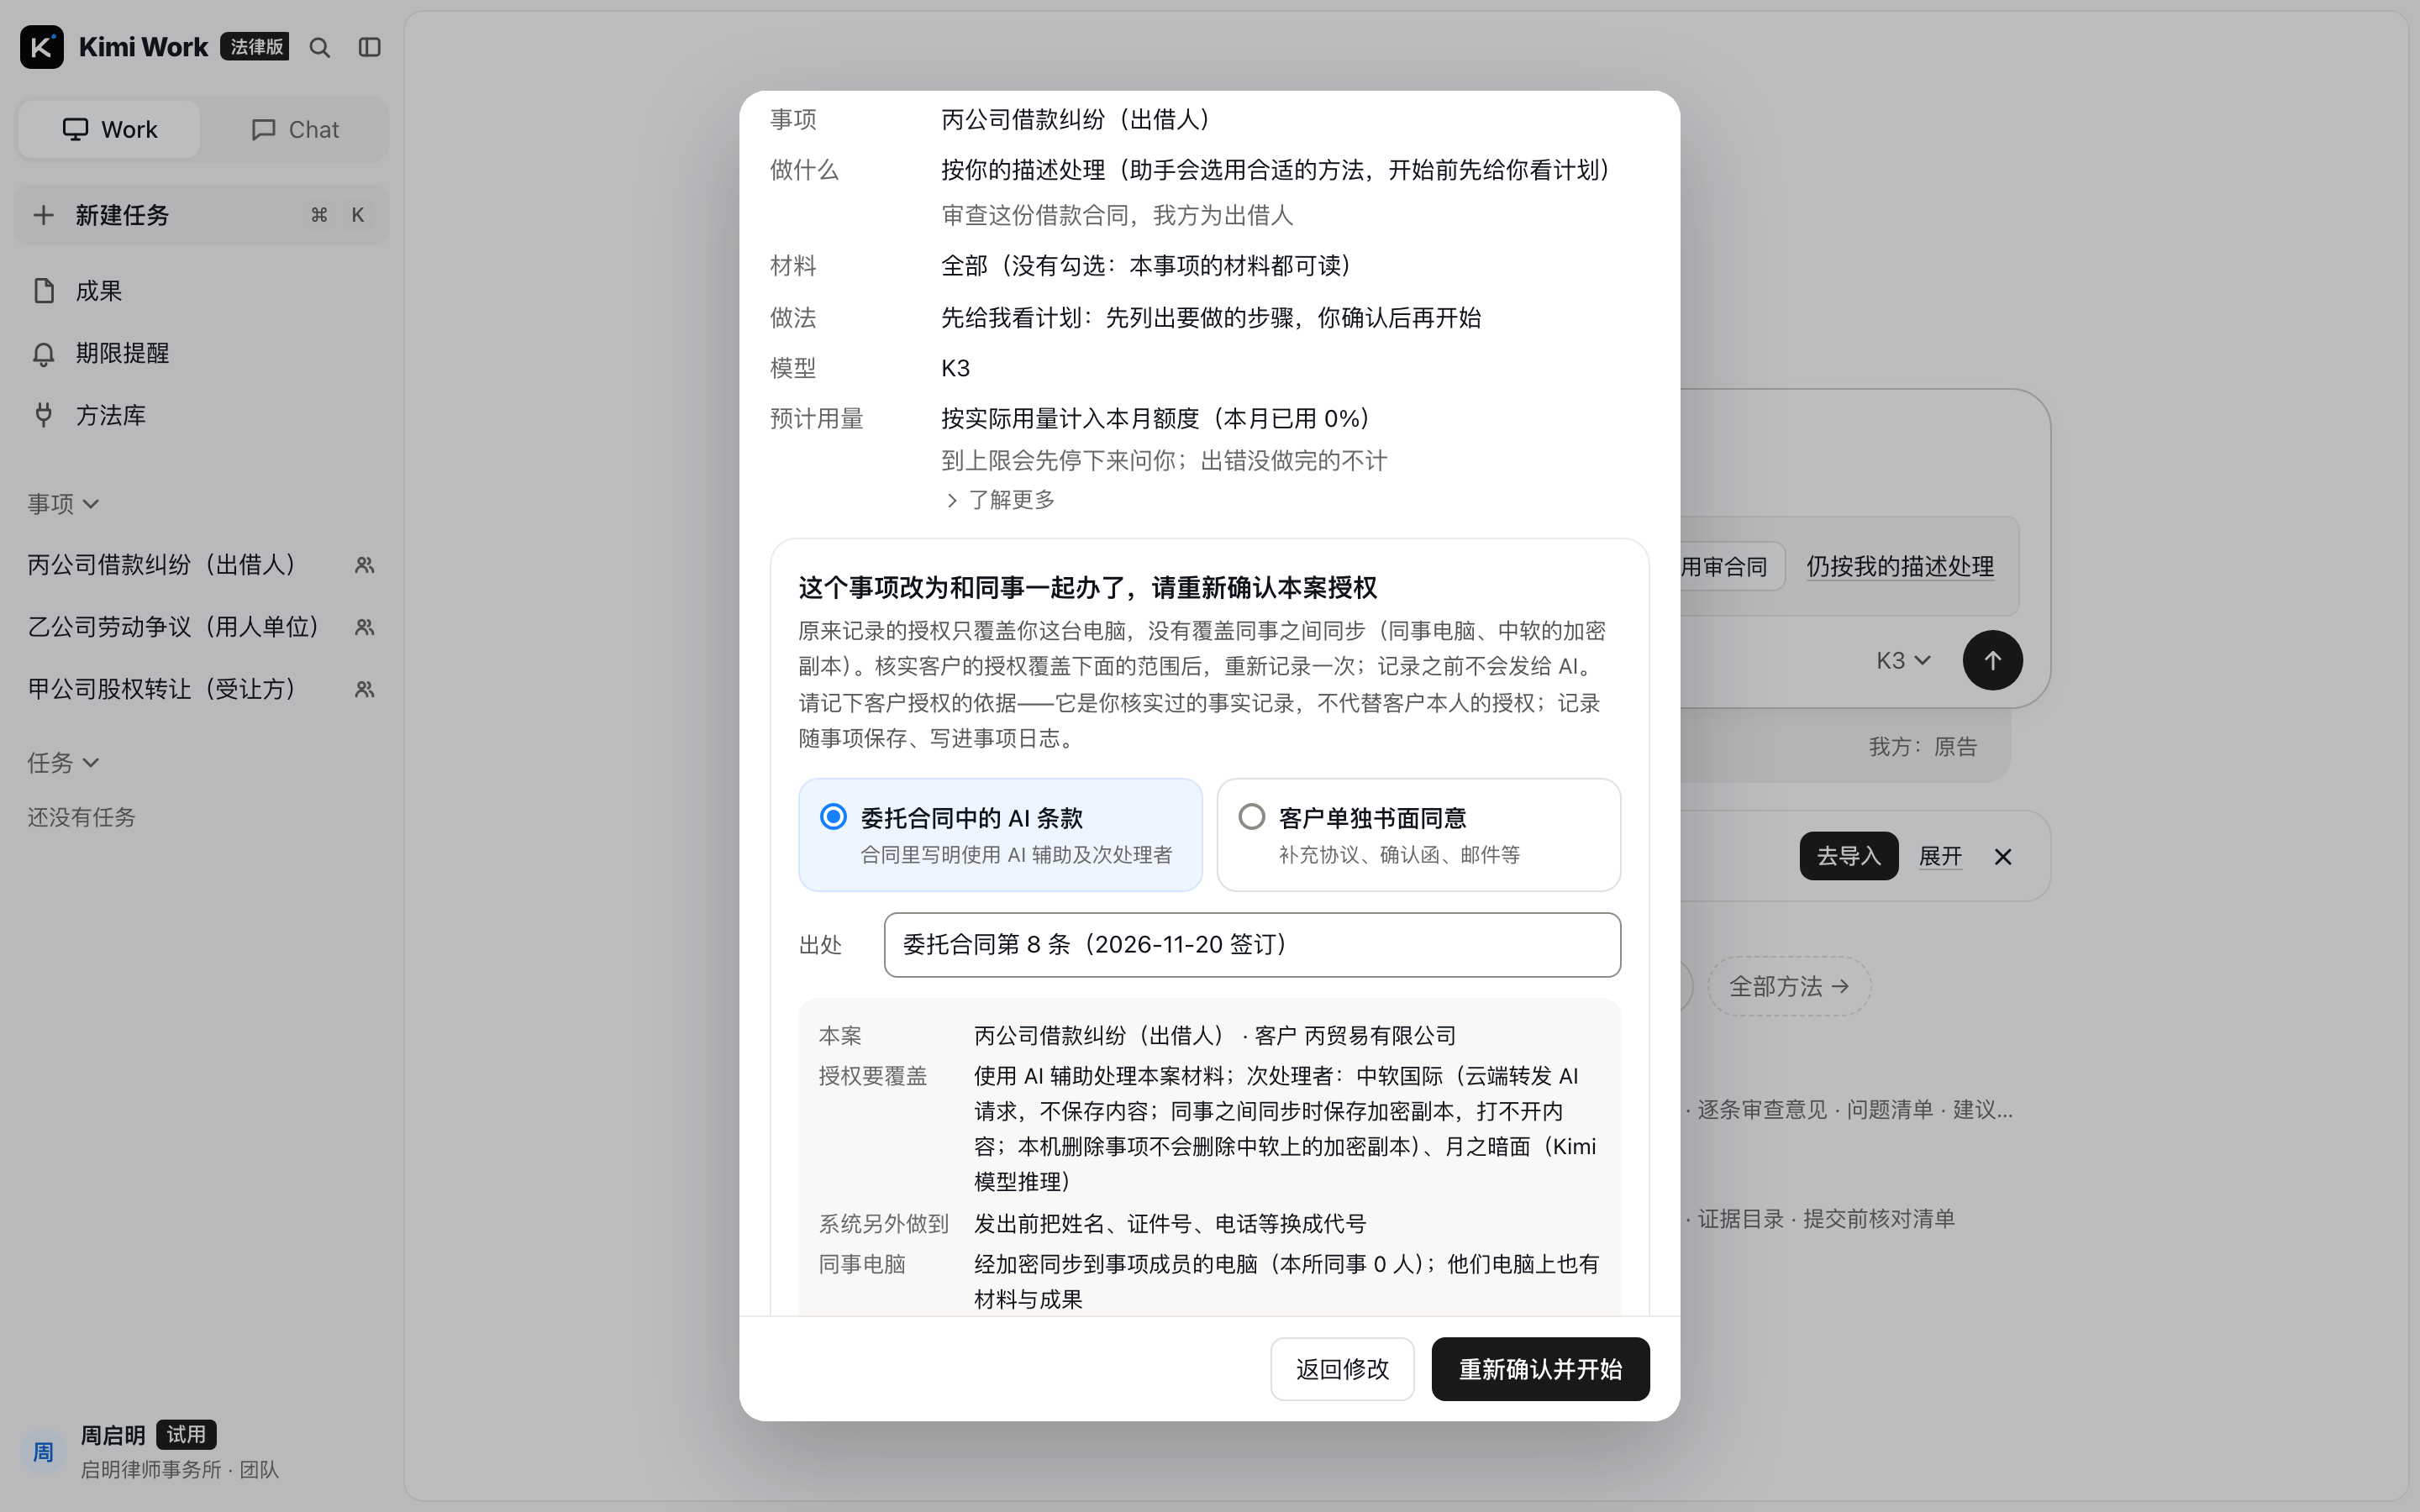 Kimi Work 法律版
Work
Chat
新建任务 ⌘ K
成果
期限提醒
方法库
事项
丙公司借款纠纷（出借人）
乙公司劳动争议（用人单位）
甲公司股权转让（受让方）
任务
还没有任务
周
周启明 试用
启明律师事务所 · 团队
事项 丙公司借款纠纷（出借人）
做什么 按你的描述处理（助手会选用合适的方法，开始前先给你看计划）
审查这份借款合同，我方为出借人
材料 全部（没有勾选：本事项的材料都可读）
做法 先给我看计划：先列出要做的步骤，你确认后再开始
模型 K3
预计用量 按实际用量计入本月额度（本月已用 0%）
到上限会先停下来问你；出错没做完的不计
了解更多
这个事项改为和同事一起办了，请重新确认本案授权
原来记录的授权只覆盖你这台电脑，没有覆盖同事之间同步（同事电脑、中软的加密
副本）。核实客户的授权覆盖下面的范围后，重新记录一次；记录之前不会发给 AI。
请记下客户授权的依据——它是你核实过的事实记录，不代替客户本人的授权；记录
随事项保存、写进事项日志。
委托合同中的 AI 条款
合同里写明使用 AI 辅助及次处理者
客户单独书面同意
补充协议、确认函、邮件等
出处 委托合同第 8 条（2026-11-20 签订）
本案 丙公司借款纠纷（出借人） · 客户 丙贸易有限公司
授权要覆盖 使用 AI 辅助处理本案材料；次处理者：中软国际（云端转发 AI
请求，不保存内容；同事之间同步时保存加密副本，打不开内
容；本机删除事项不会删除中软上的加密副本）、月之暗面（Kimi
模型推理）
系统另外做到 发出前把姓名、证件号、电话等换成代号
同事电脑 经加密同步到事项成员的电脑（本所同事 0 人）；他们电脑上也有
材料与成果
返回修改
重新确认并开始
用审合同 仍按我的描述处理
K3
我方：原告
去导入 展开
全部方法 →
· 逐条审查意见 · 问题清单 · 建议...
· 证据目录 · 提交前核对清单